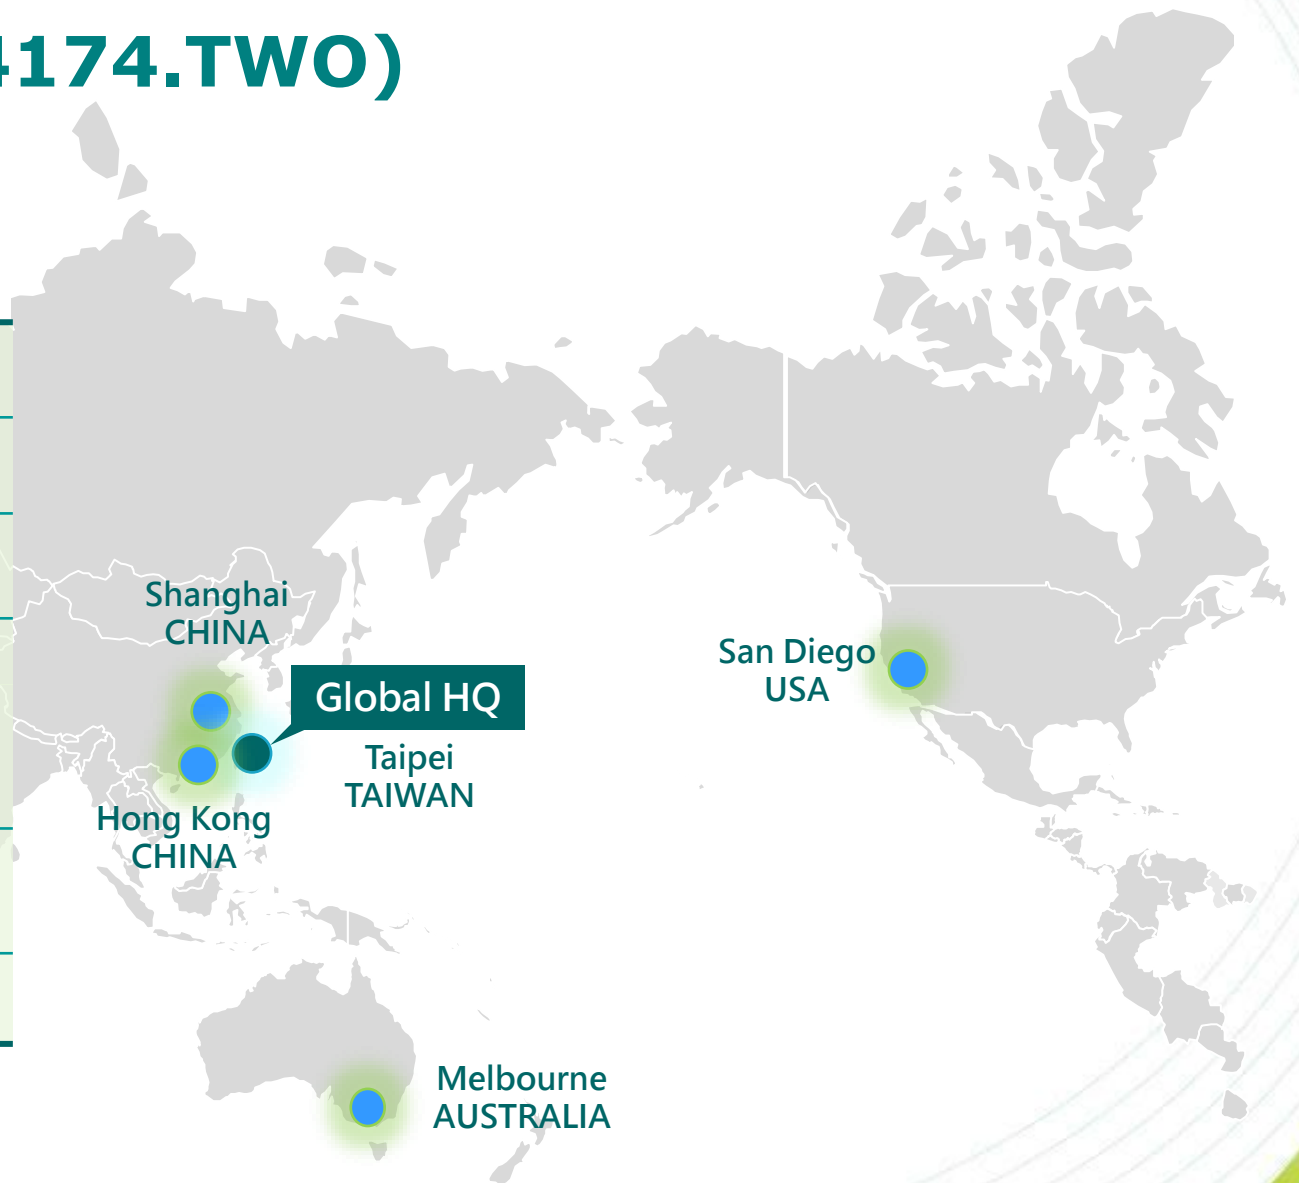 4174.TWO)
Shanghai
CHINA
Global HQ
Taipei
TAIWAN
Hong Kong
CHINA
San Diego
USA
Melbourne
AUSTRALIA